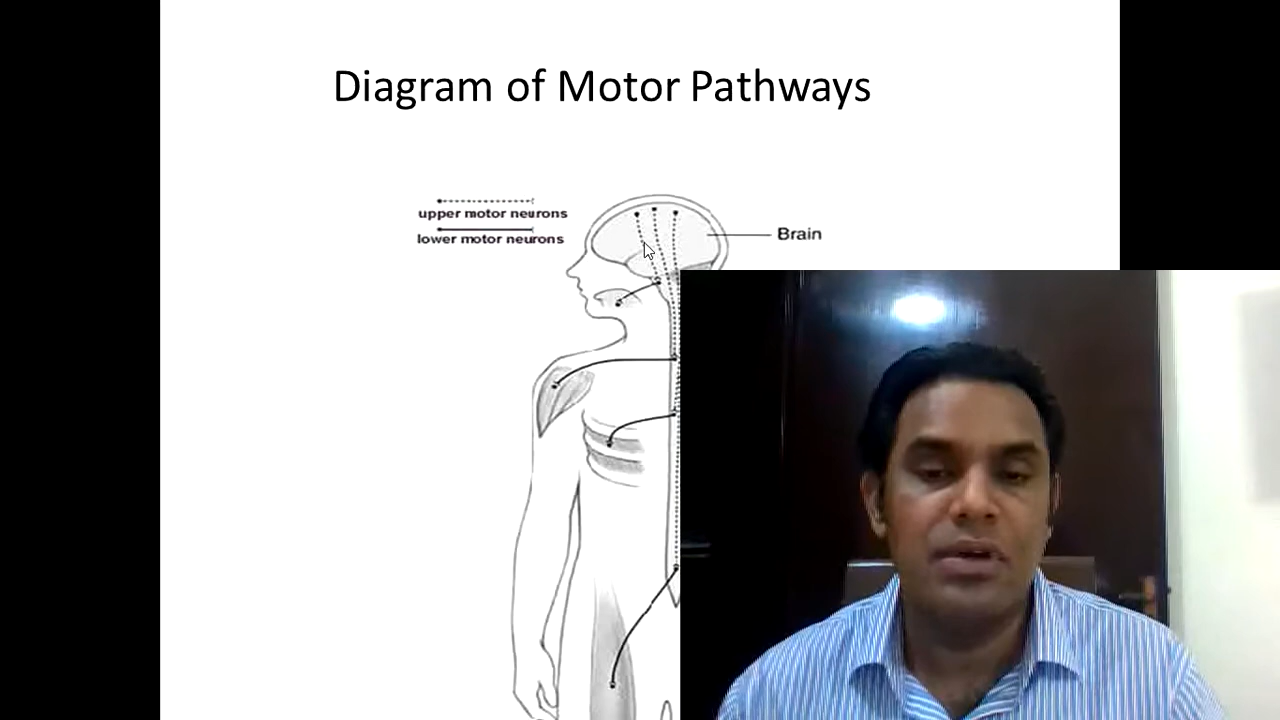 Diagram of Motor Pathways
upper motor neurons
lower motor neurons
Brain